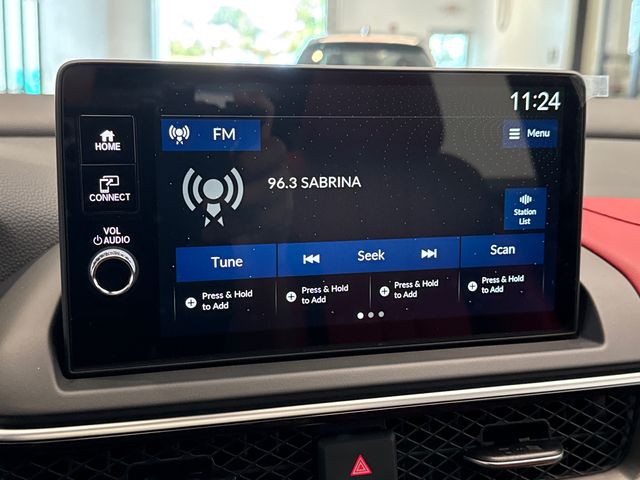 11:24
HOME
FM
Menu
CONNECT
96.3 SABRINA
Station
List
VOL
AUDIO
Tune
Seek
Scan
Press & Hold
to Add
Press & Hold
to Add
Press & Hold
to Add
Press & Hold
to Add